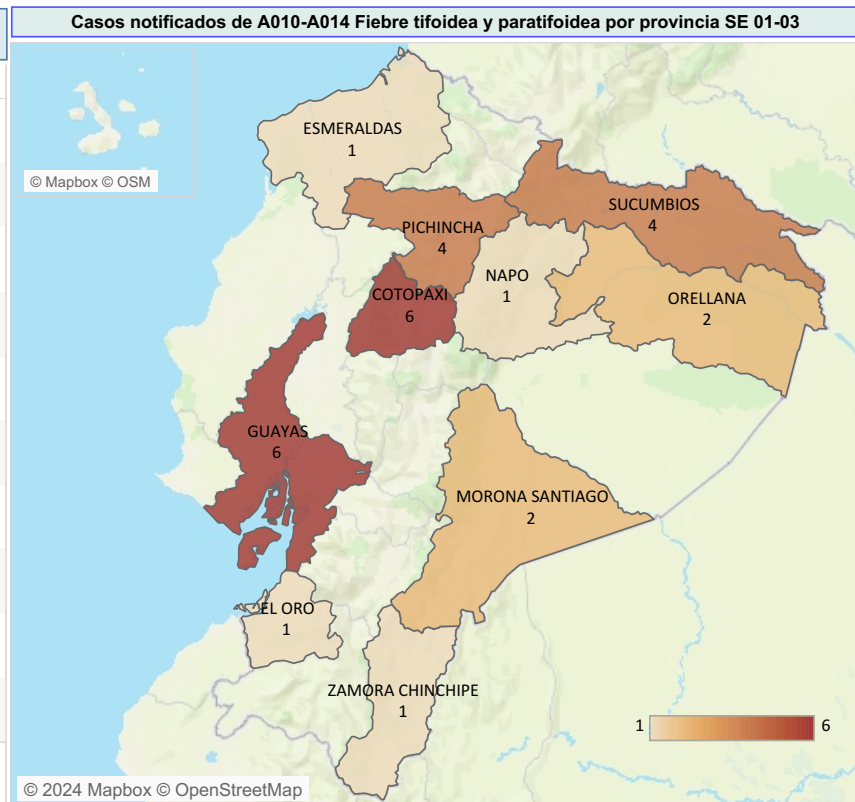 Casos notificados de A010-A014 Fiebre tifoidea y paratifoidea por provincia SE 01-03
© Mapbox © OSM
ESMERALDAS
1
PICHINCHA
4
SUCUMBIOS
4
COTOPAXI
6
NAPO
1
ORELLANA
2
GUAYAS
6
MORONA SANTIAGO
2
EL ORO
1
ZAMORA CHINCHIPE
1
1 6
© 2024 Mapbox © OpenStreetMap